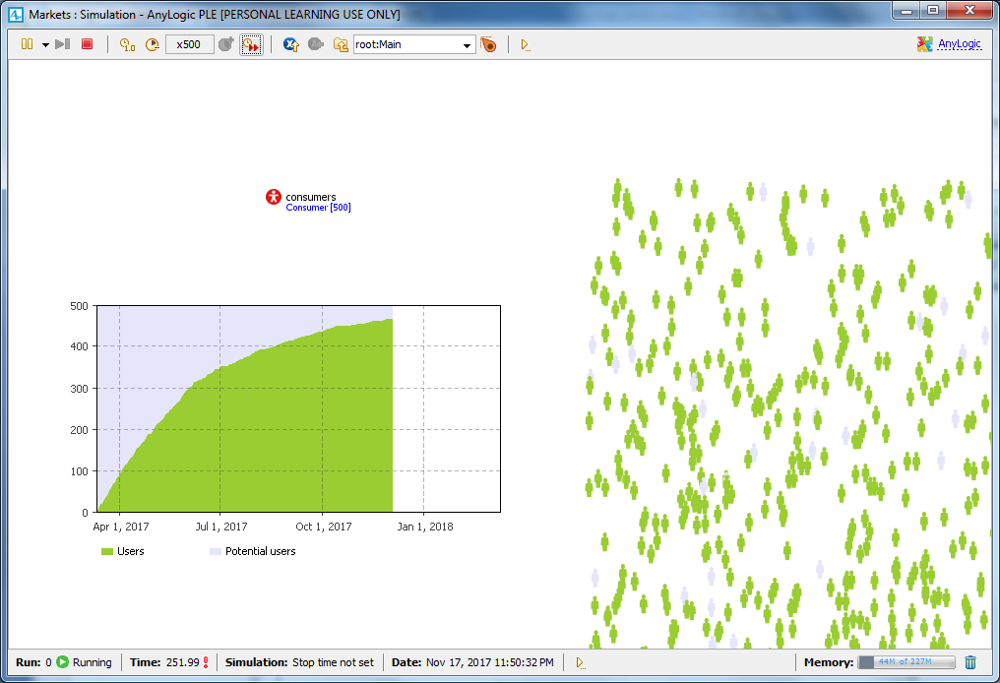 Markets : Simulation - AnyLogic PLE [PERSONAL LEARNING USE ONLY]
1.0 x500 root:Main AnyLogic
consumers
Consumer [500]
500
400
300
200
100
0
Apr 1, 2017 Jul 1, 2017 Oct 1, 2017 Jan 1, 2018
Users Potential users
Run: 0 Running Time: 251.99 Simulation: Stop time not set Date: Nov 17, 2017 11:50:32 PM Memory: 44M of 227M